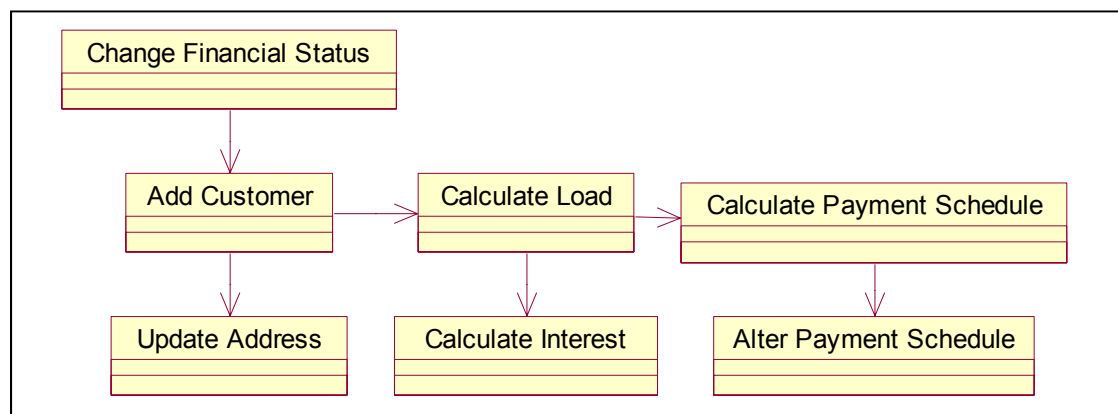 Change Financial Status
Add Customer
Calculate Load
Calculate Payment Schedule
Update Address
Calculate Interest
Alter Payment Schedule